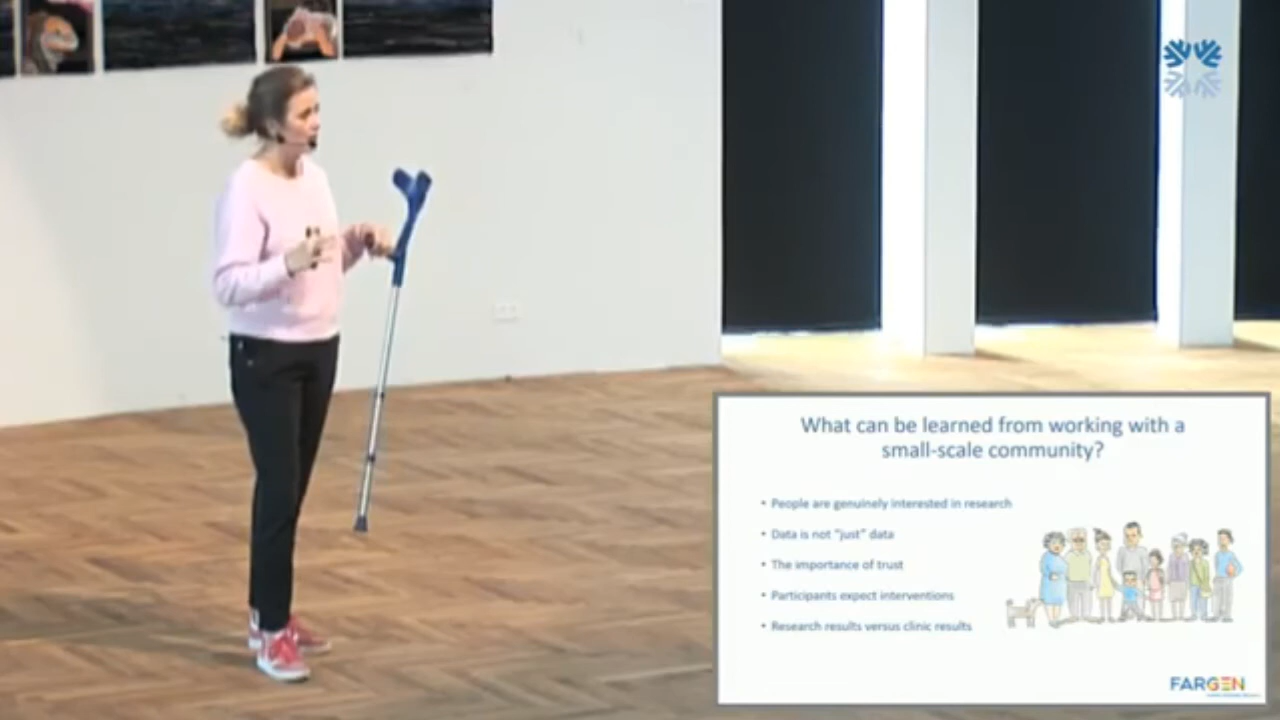 What can be learned from working with a
small-scale community?
• People are genuinely interested in research
• Data is not "just" data
• The importance of trust
• Participants expect interventions
• Research results versus clinic results
FARGEN